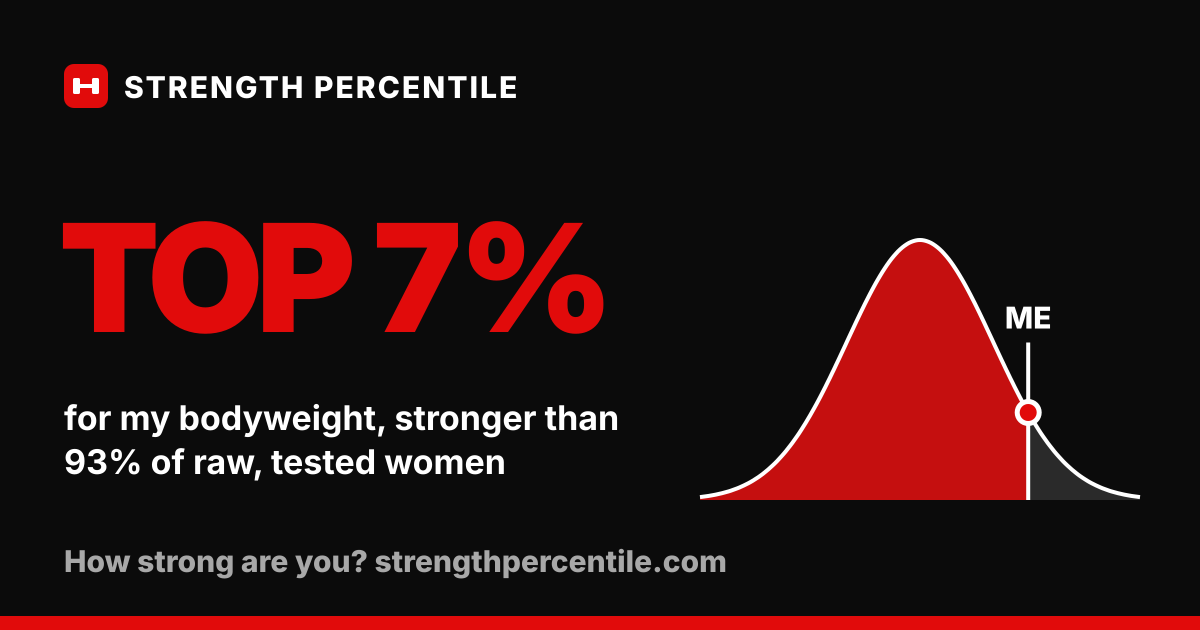 STRENGTH PERCENTILE
TOP 7%
ME
for my bodyweight, stronger than
93% of raw, tested women
How strong are you? strengthpercentile.com